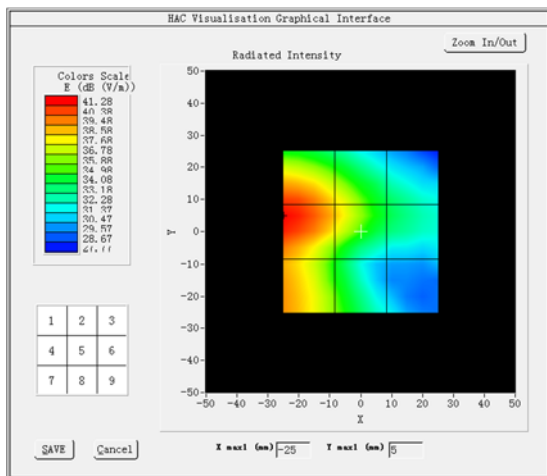 HAC Visualisation Graphical Interface
Zoom In/Out
Radiated Intensity
Colors Scale
E (dB (V/m))
41.28
40.38
39.48
38.58
37.68
36.78
35.88
34.98
34.08
33.18
32.28
31.37
30.47
29.57
28.67
50
40
30
20
10
0
-10
-20
-30
-40
-50
Y
-50 -40 -30 -20 -10 0 10 20 30 40 50
X
1 2 3
4 5 6
7 8 9
SAVE
Cancel
X max1 (mm) -25
Y max1 (mm) 5